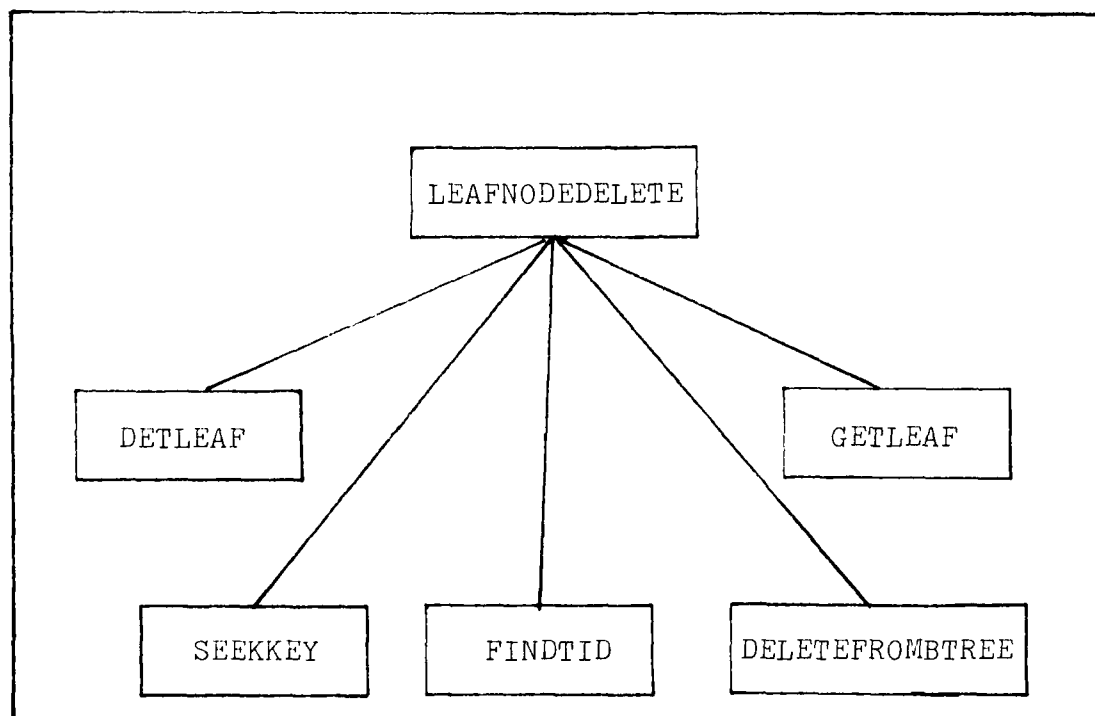 LEAFNODEDELETE
DETLEAF
GETLEAF
SEEKKEY
FINDTID
DELETEFROMBTREE